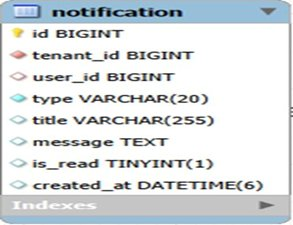 notification
id BIGINT
tenant_id BIGINT
user_id BIGINT
type VARCHAR(20)
title VARCHAR(255)
message TEXT
is_read TINYINT(1)
created_at DATETIME(6)
Indexes